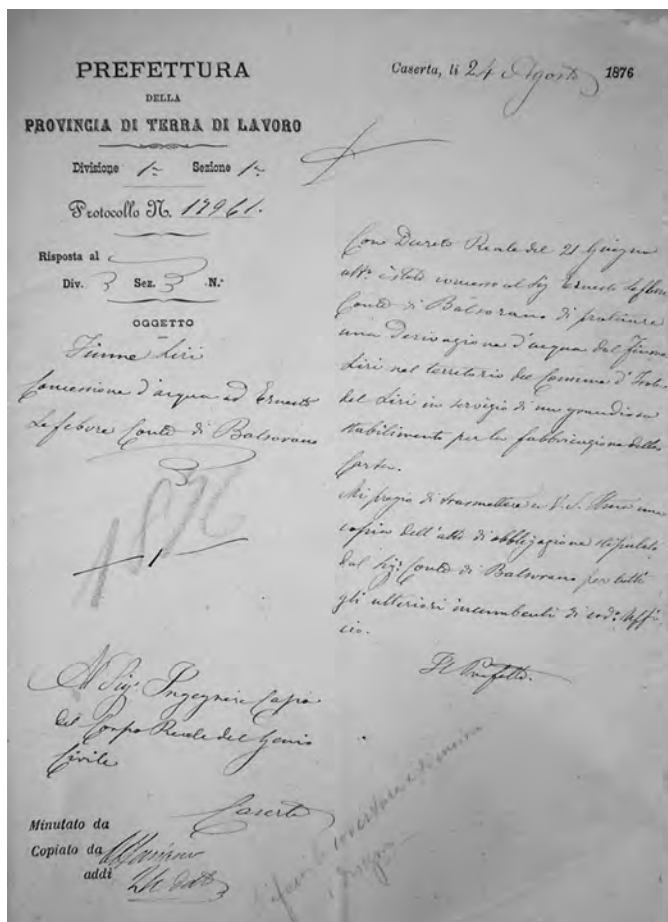 PREFETTURA
DELLA
PROVINCIA DI TERRA DI LAVORO
Divisione 1ª Sezione 1ª
Protocollo N. 17961.
Risposta al
Div. 3 Sez. 3 N.º
OGGETTO
Fiume Liri
Concessione d'acqua ad Ernesto
Lefebvre Conte di Balsorano
1876
Al Sig. Ingegnere Capo
del Corpo Reale del Genio
Civile
Caserta
Minutato da
Copiato da
addì 24 dº
Caserta, li 24 Agosto 1876
Con Decreto Reale del 21 Giugno
ult. è stato concesso al Sig Ernesto Lefebvre
Conte di Balsorano di praticare
una derivazione d'acqua dal fiume
Liri nel territorio del Comune d'Isola
del Liri in servigio di un grandioso
stabilimento per la fabbricazione della
Carta.
Mi pregio di trasmettere a V. S. Illma una
copia dell'atto di obbligazione stipulato
dal Sig. Conte di Balsorano per tutti
gli ulteriori incumbenti di cod. Uffi
cio.
Il Prefetto.